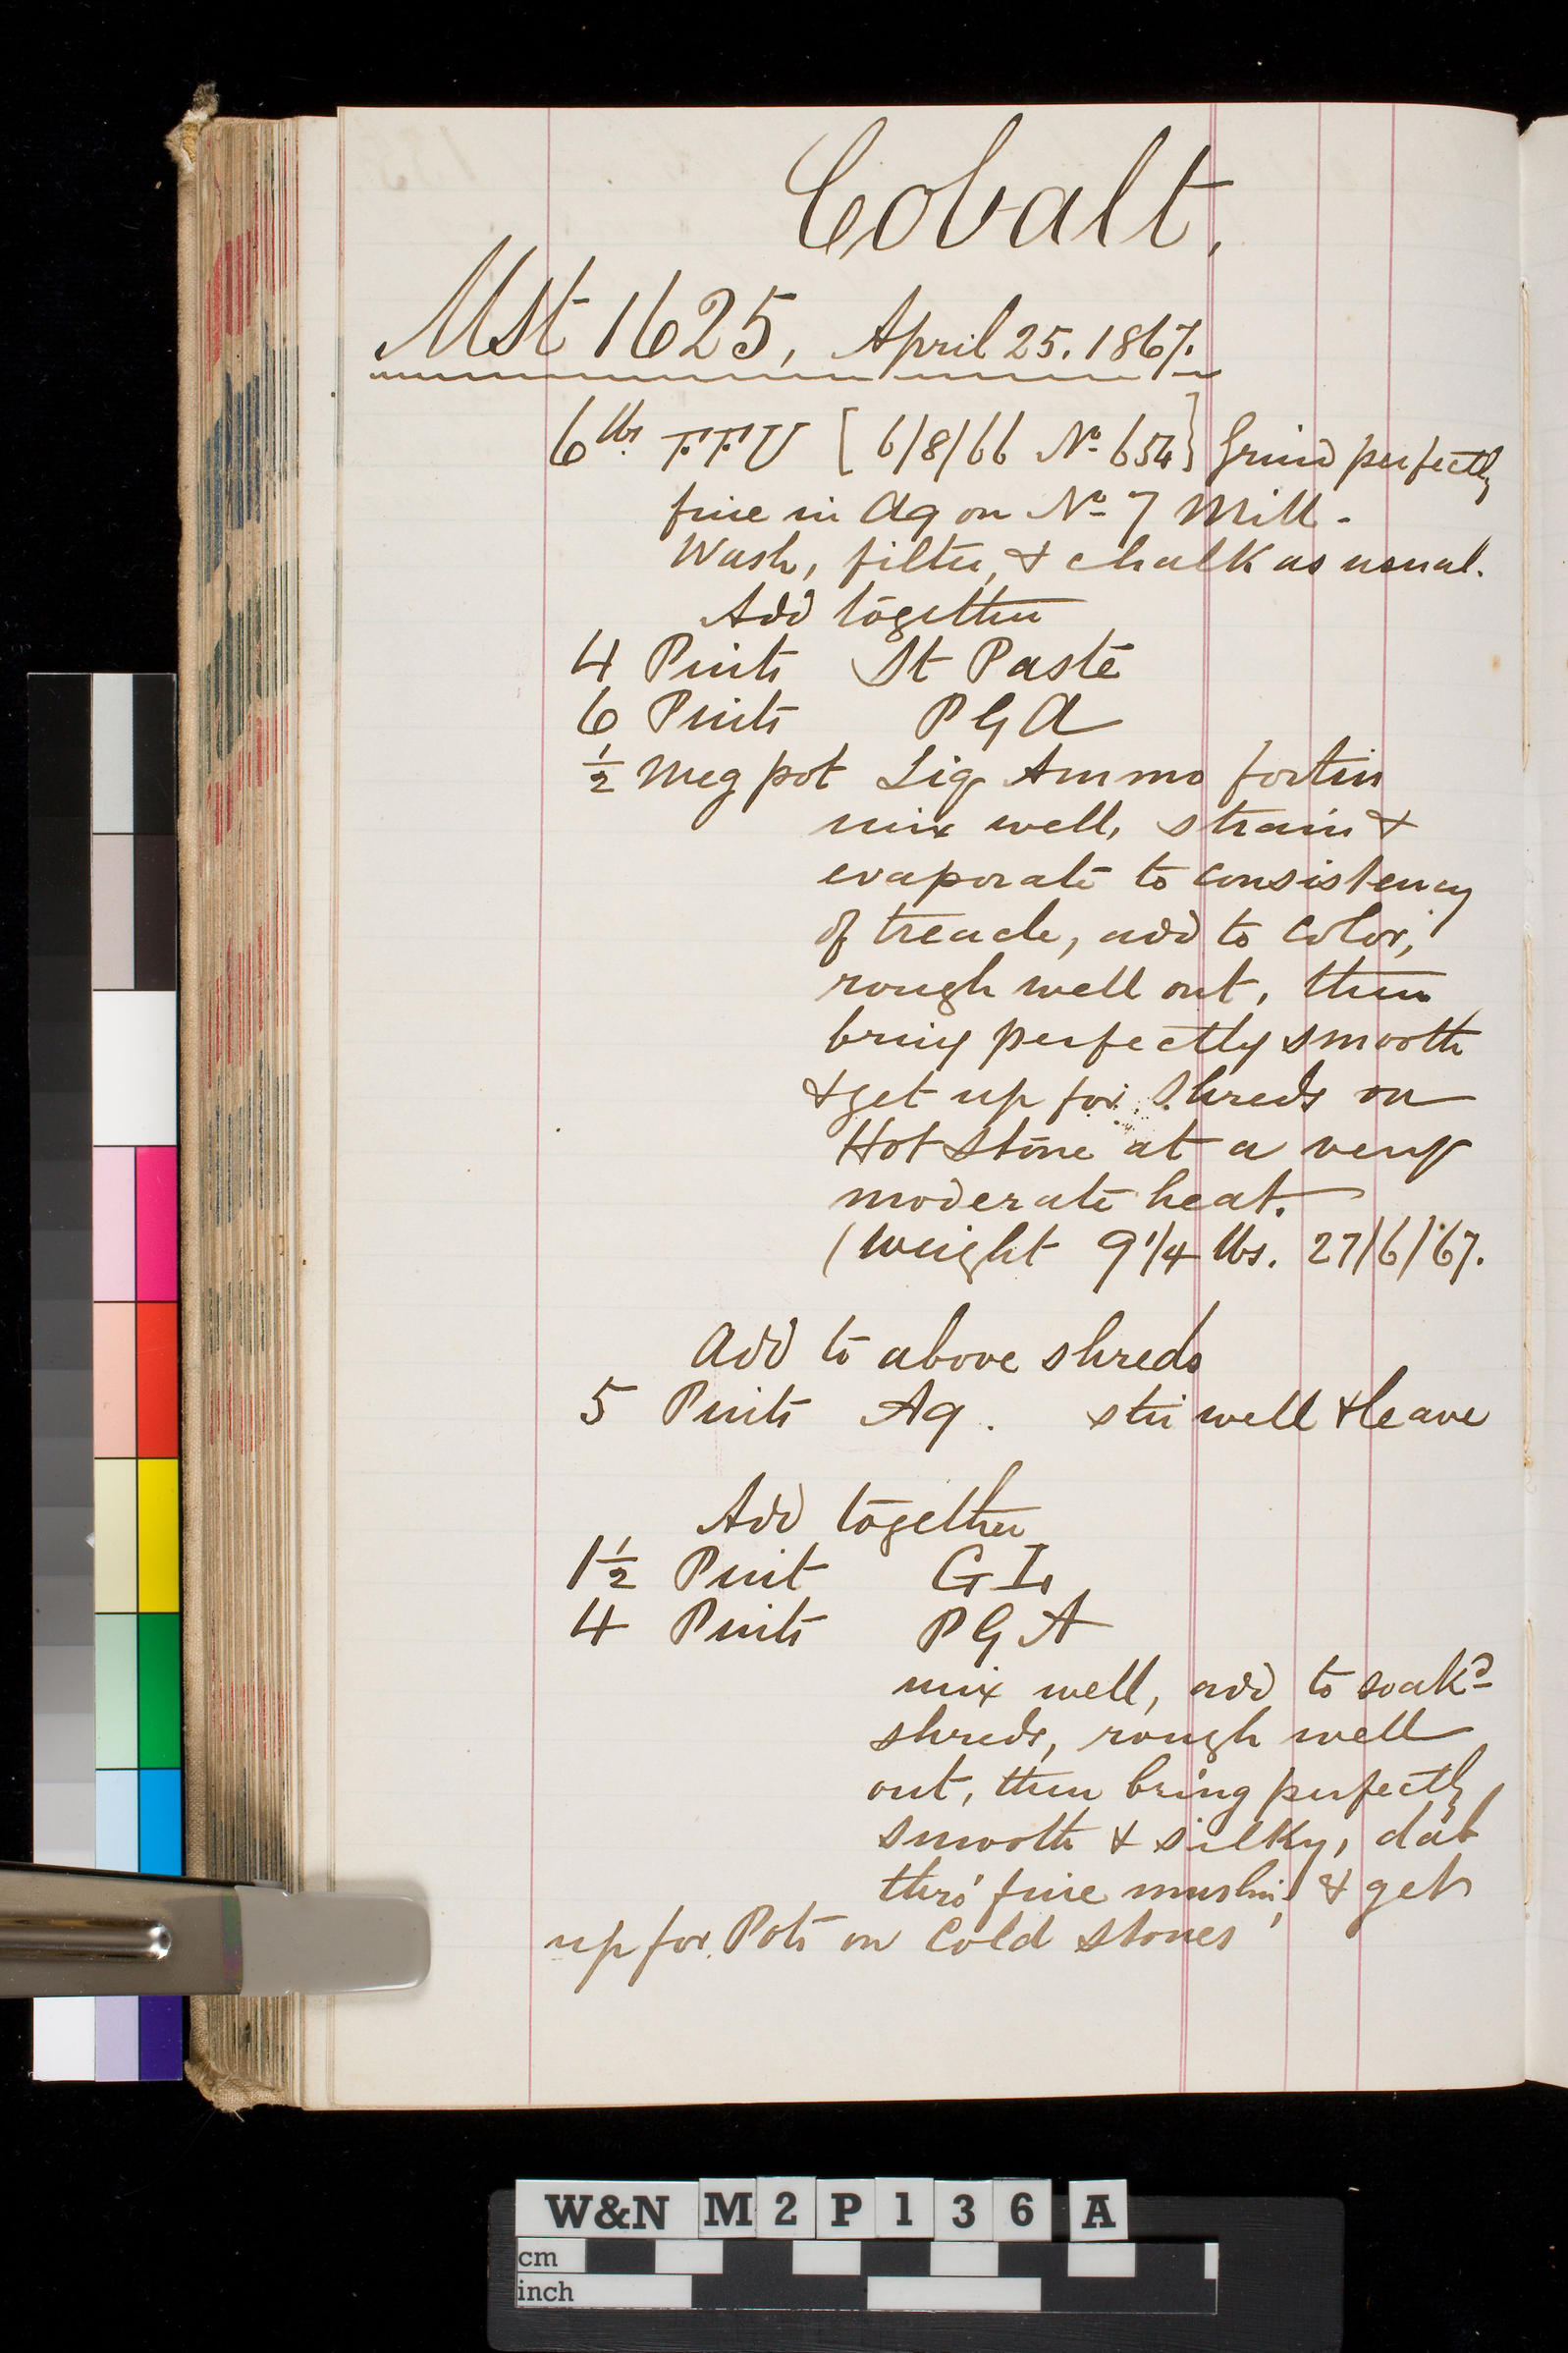 Cobalt.
Mst 1625, April 25. 1867.
6 lbs. FFU [6/8/66 No. 654] Grind perfectly
fine in Aq on No. 7 Mill -
Wash, filter, & chalk as usual.
Add together
4 Pints St Paste
6 Pints PGA
1/2 Meg pot Liq Ammo fortis
mix well, strain &
evaporate to consistency
of treacle, add to color,
rough well out, then
bring perfectly smooth
& get up for shreds on
Hot Stone at a very
moderate heat.
(Weight 9 1/4 lbs. 27/6/67.
Add to above shreds
5 Pints Aq. stir well & leave
Add together
1 1/2 Pint GL
4 Pints PGA
mix well, add to soakd
shreds, rough well
out, then bring perfectly
smooth & silky, dab
thro' fine muslin, & get
up for Pots on Cold stones
W&N M2P136 A
cm
inch